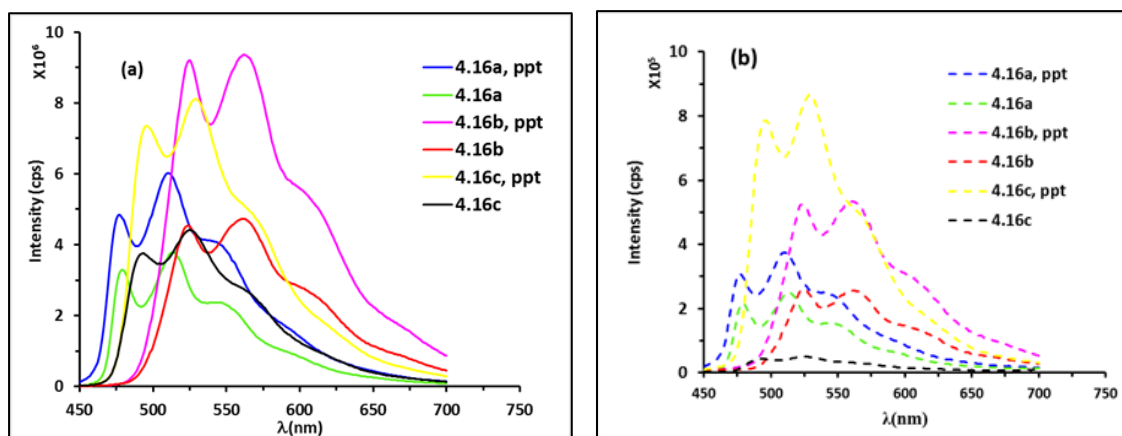 X10⁶
(a)
Intensity (cps)
10
8
6
4
2
0
450 500 550 600 650 700 750
λ(nm)
4.16a, ppt
4.16a
4.16b, ppt
4.16b
4.16c, ppt
4.16c
X10⁵
(b)
Intensity (cps)
10
8
6
4
2
0
450 500 550 600 650 700 750
λ(nm)
4.16a, ppt
4.16a
4.16b, ppt
4.16b
4.16c, ppt
4.16c